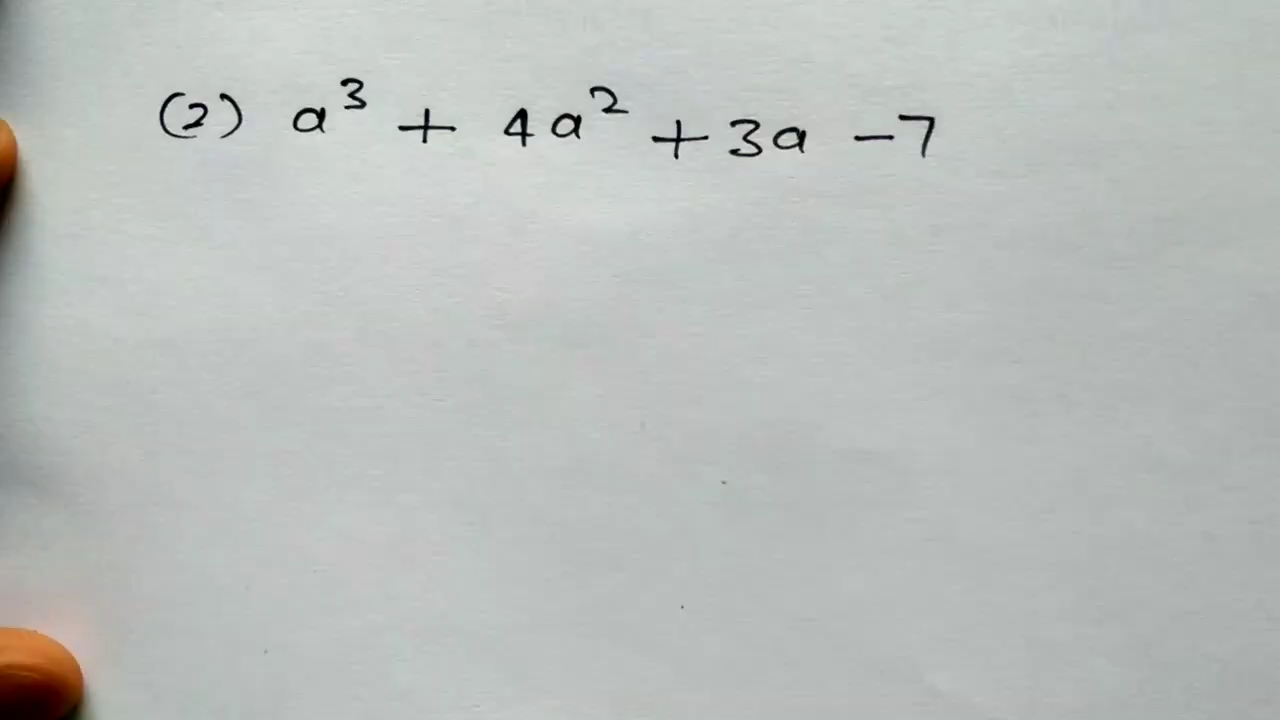 (2) a³ + 4a² + 3a - 7